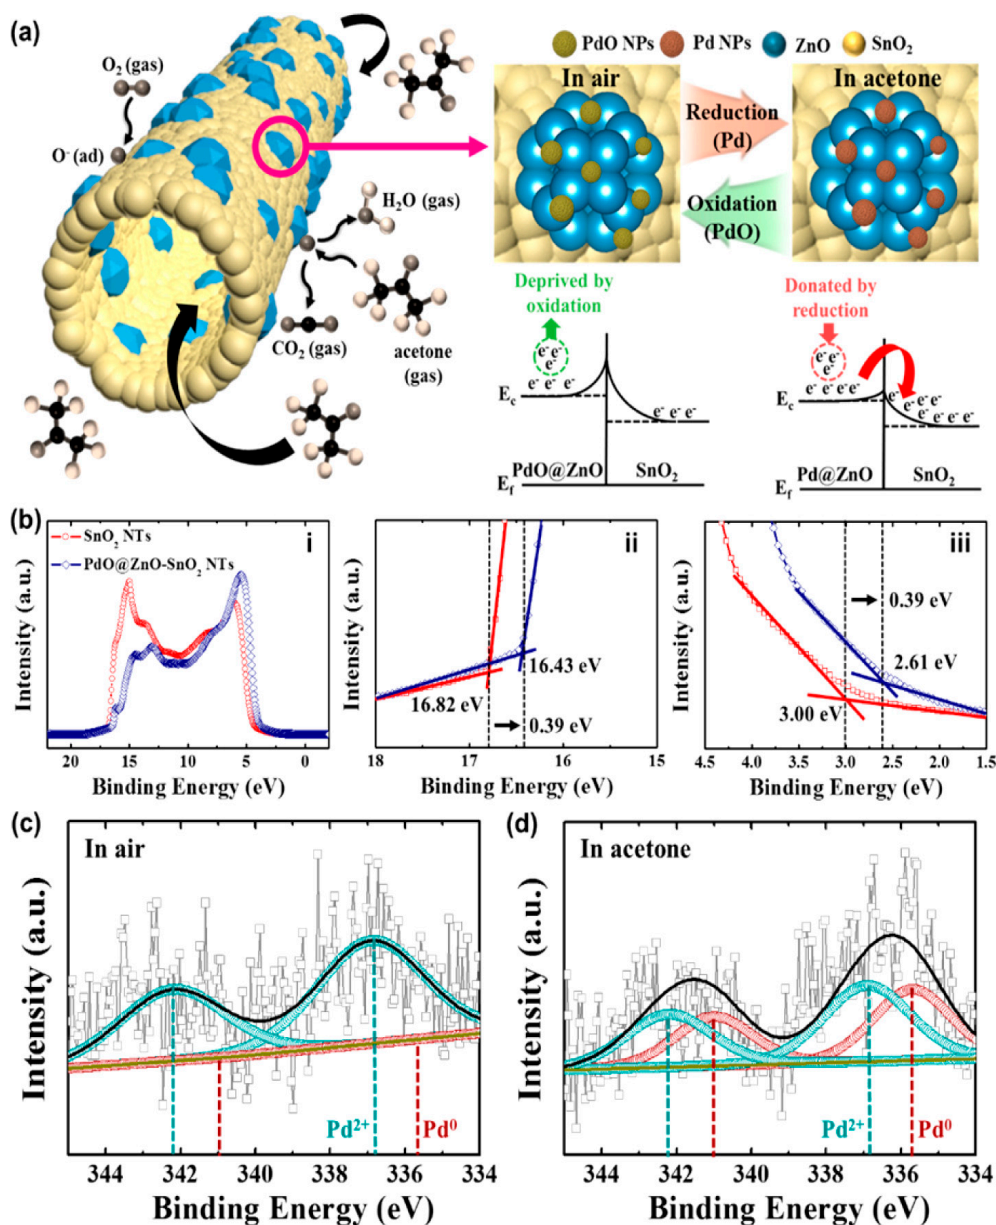 (a)
PdO NPs Pd NPs ZnO SnO₂
O₂ (gas)
O⁻ (ad)
H₂O (gas)
CO₂ (gas)
acetone
(gas)
In air
Reduction
(Pd)
Oxidation
(PdO)
In acetone
Deprived by
oxidation
e⁻ e⁻
e⁻
e⁻ e⁻ e⁻
E_c
e⁻ e⁻ e⁻
PdO@ZnO SnO₂
E_f
Donated by
reduction
e⁻ e⁻
e⁻
e⁻ e⁻ e⁻ e⁻
e⁻
e⁻ e⁻ e⁻
e⁻ e⁻ e⁻ e⁻
E_c
Pd@ZnO SnO₂
E_f
(b)
SnO₂ NTs
PdO@ZnO-SnO₂ NTs
i
Intensity (a.u.)
20 15 10 5 0
Binding Energy (eV)
ii
Intensity (a.u.)
16.43 eV
16.82 eV
0.39 eV
18 17 16 15
Binding Energy (eV)
iii
Intensity (a.u.)
0.39 eV
2.61 eV
3.00 eV
4.5 4.0 3.5 3.0 2.5 2.0 1.5
Binding Energy (eV)
(c)
In air
Intensity (a.u.)
Pd²⁺ Pd⁰
344 342 340 338 336 334
Binding Energy (eV)
(d)
In acetone
Intensity (a.u.)
Pd²⁺ Pd⁰
344 342 340 338 336 334
Binding Energy (eV)